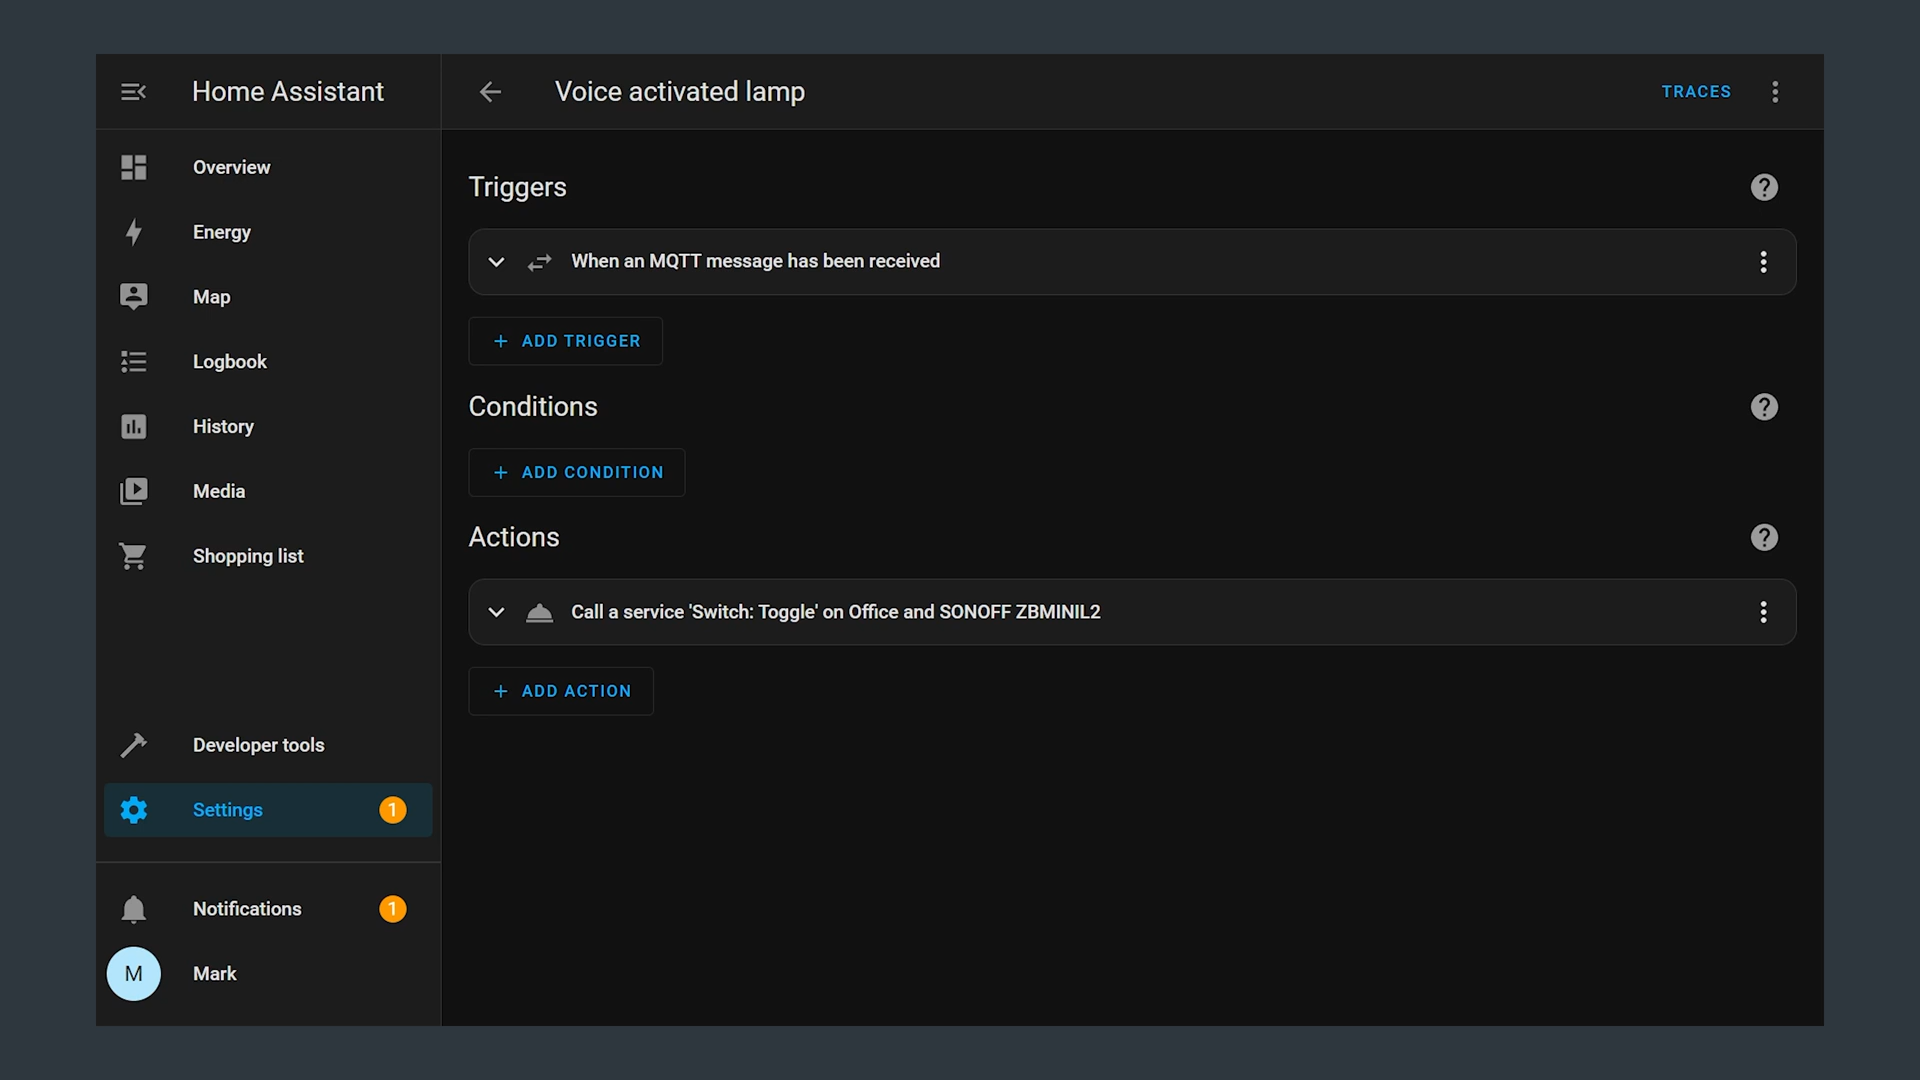 Home Assistant
Voice activated lamp
TRACES
Overview
Energy
Map
Logbook
History
Media
Shopping list
Developer tools
Settings
1
Notifications
1
M
Mark
Triggers
?
When an MQTT message has been received
+ ADD TRIGGER
Conditions
?
+ ADD CONDITION
Actions
?
Call a service 'Switch: Toggle' on Office and SONOFF ZBMINIL2
+ ADD ACTION